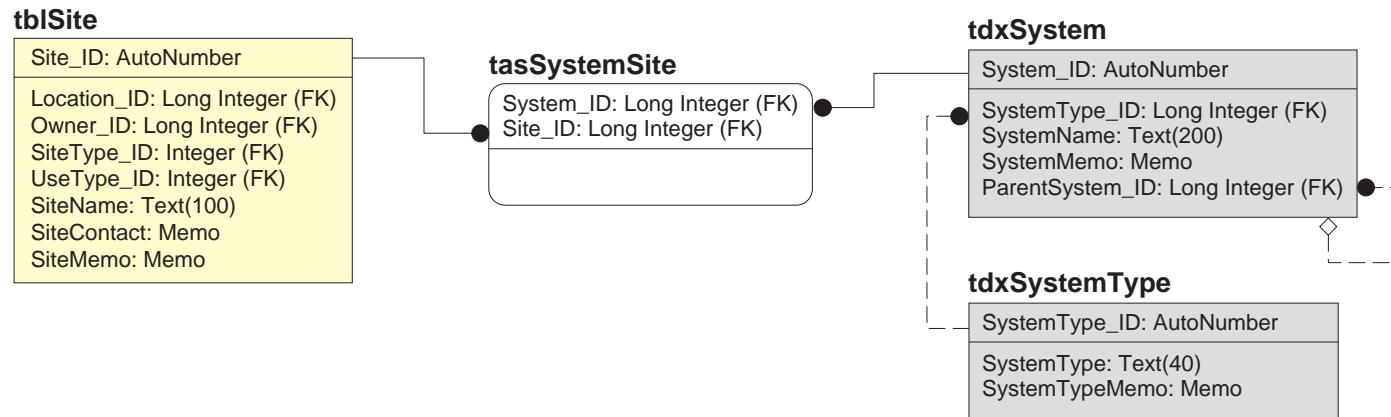 tblSite
Site_ID: AutoNumber
Location_ID: Long Integer (FK)
Owner_ID: Long Integer (FK)
SiteType_ID: Integer (FK)
UseType_ID: Integer (FK)
SiteName: Text(100)
SiteContact: Memo
SiteMemo: Memo
tasSystemSite
System_ID: Long Integer (FK)
Site_ID: Long Integer (FK)
tdxSystem
System_ID: AutoNumber
SystemType_ID: Long Integer (FK)
SystemName: Text(200)
SystemMemo: Memo
ParentSystem_ID: Long Integer (FK)
tdxSystemType
SystemType_ID: AutoNumber
SystemType: Text(40)
SystemTypeMemo: Memo